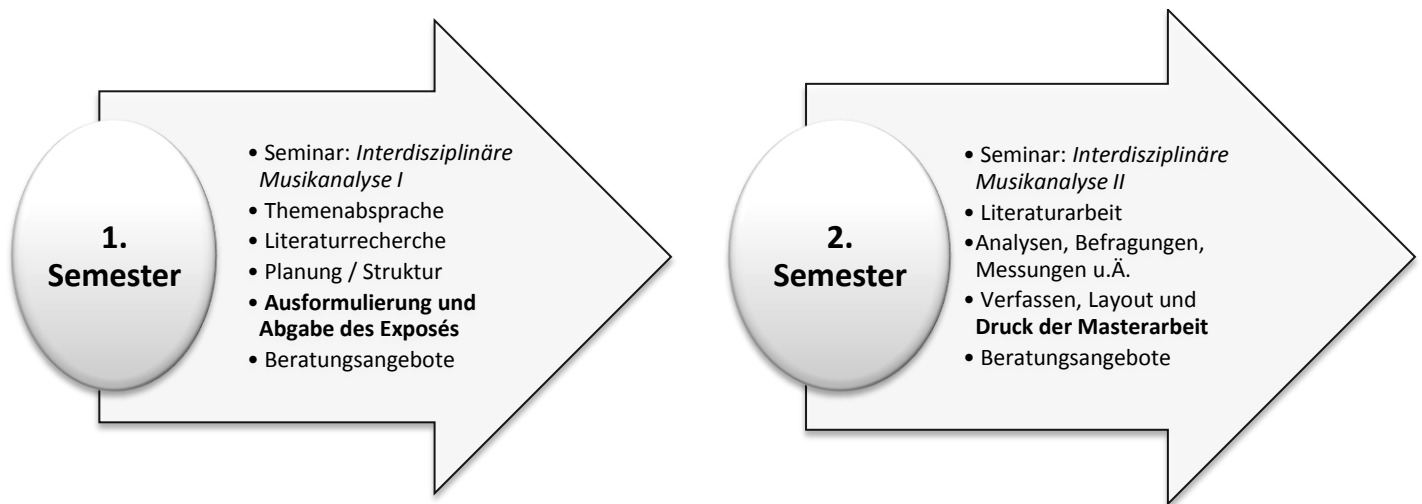 1.
Semester
• Seminar: Interdisziplinäre
Musikanalyse I
• Themenabsprache
• Literaturrecherche
• Planung / Struktur
• Ausformulierung und
Abgabe des Exposés
• Beratungsangebote
2.
Semester
• Seminar: Interdisziplinäre
Musikanalyse II
• Literaturarbeit
•Analysen, Befragungen,
Messungen u.Ä.
• Verfassen, Layout und
Druck der Masterarbeit
• Beratungsangebote